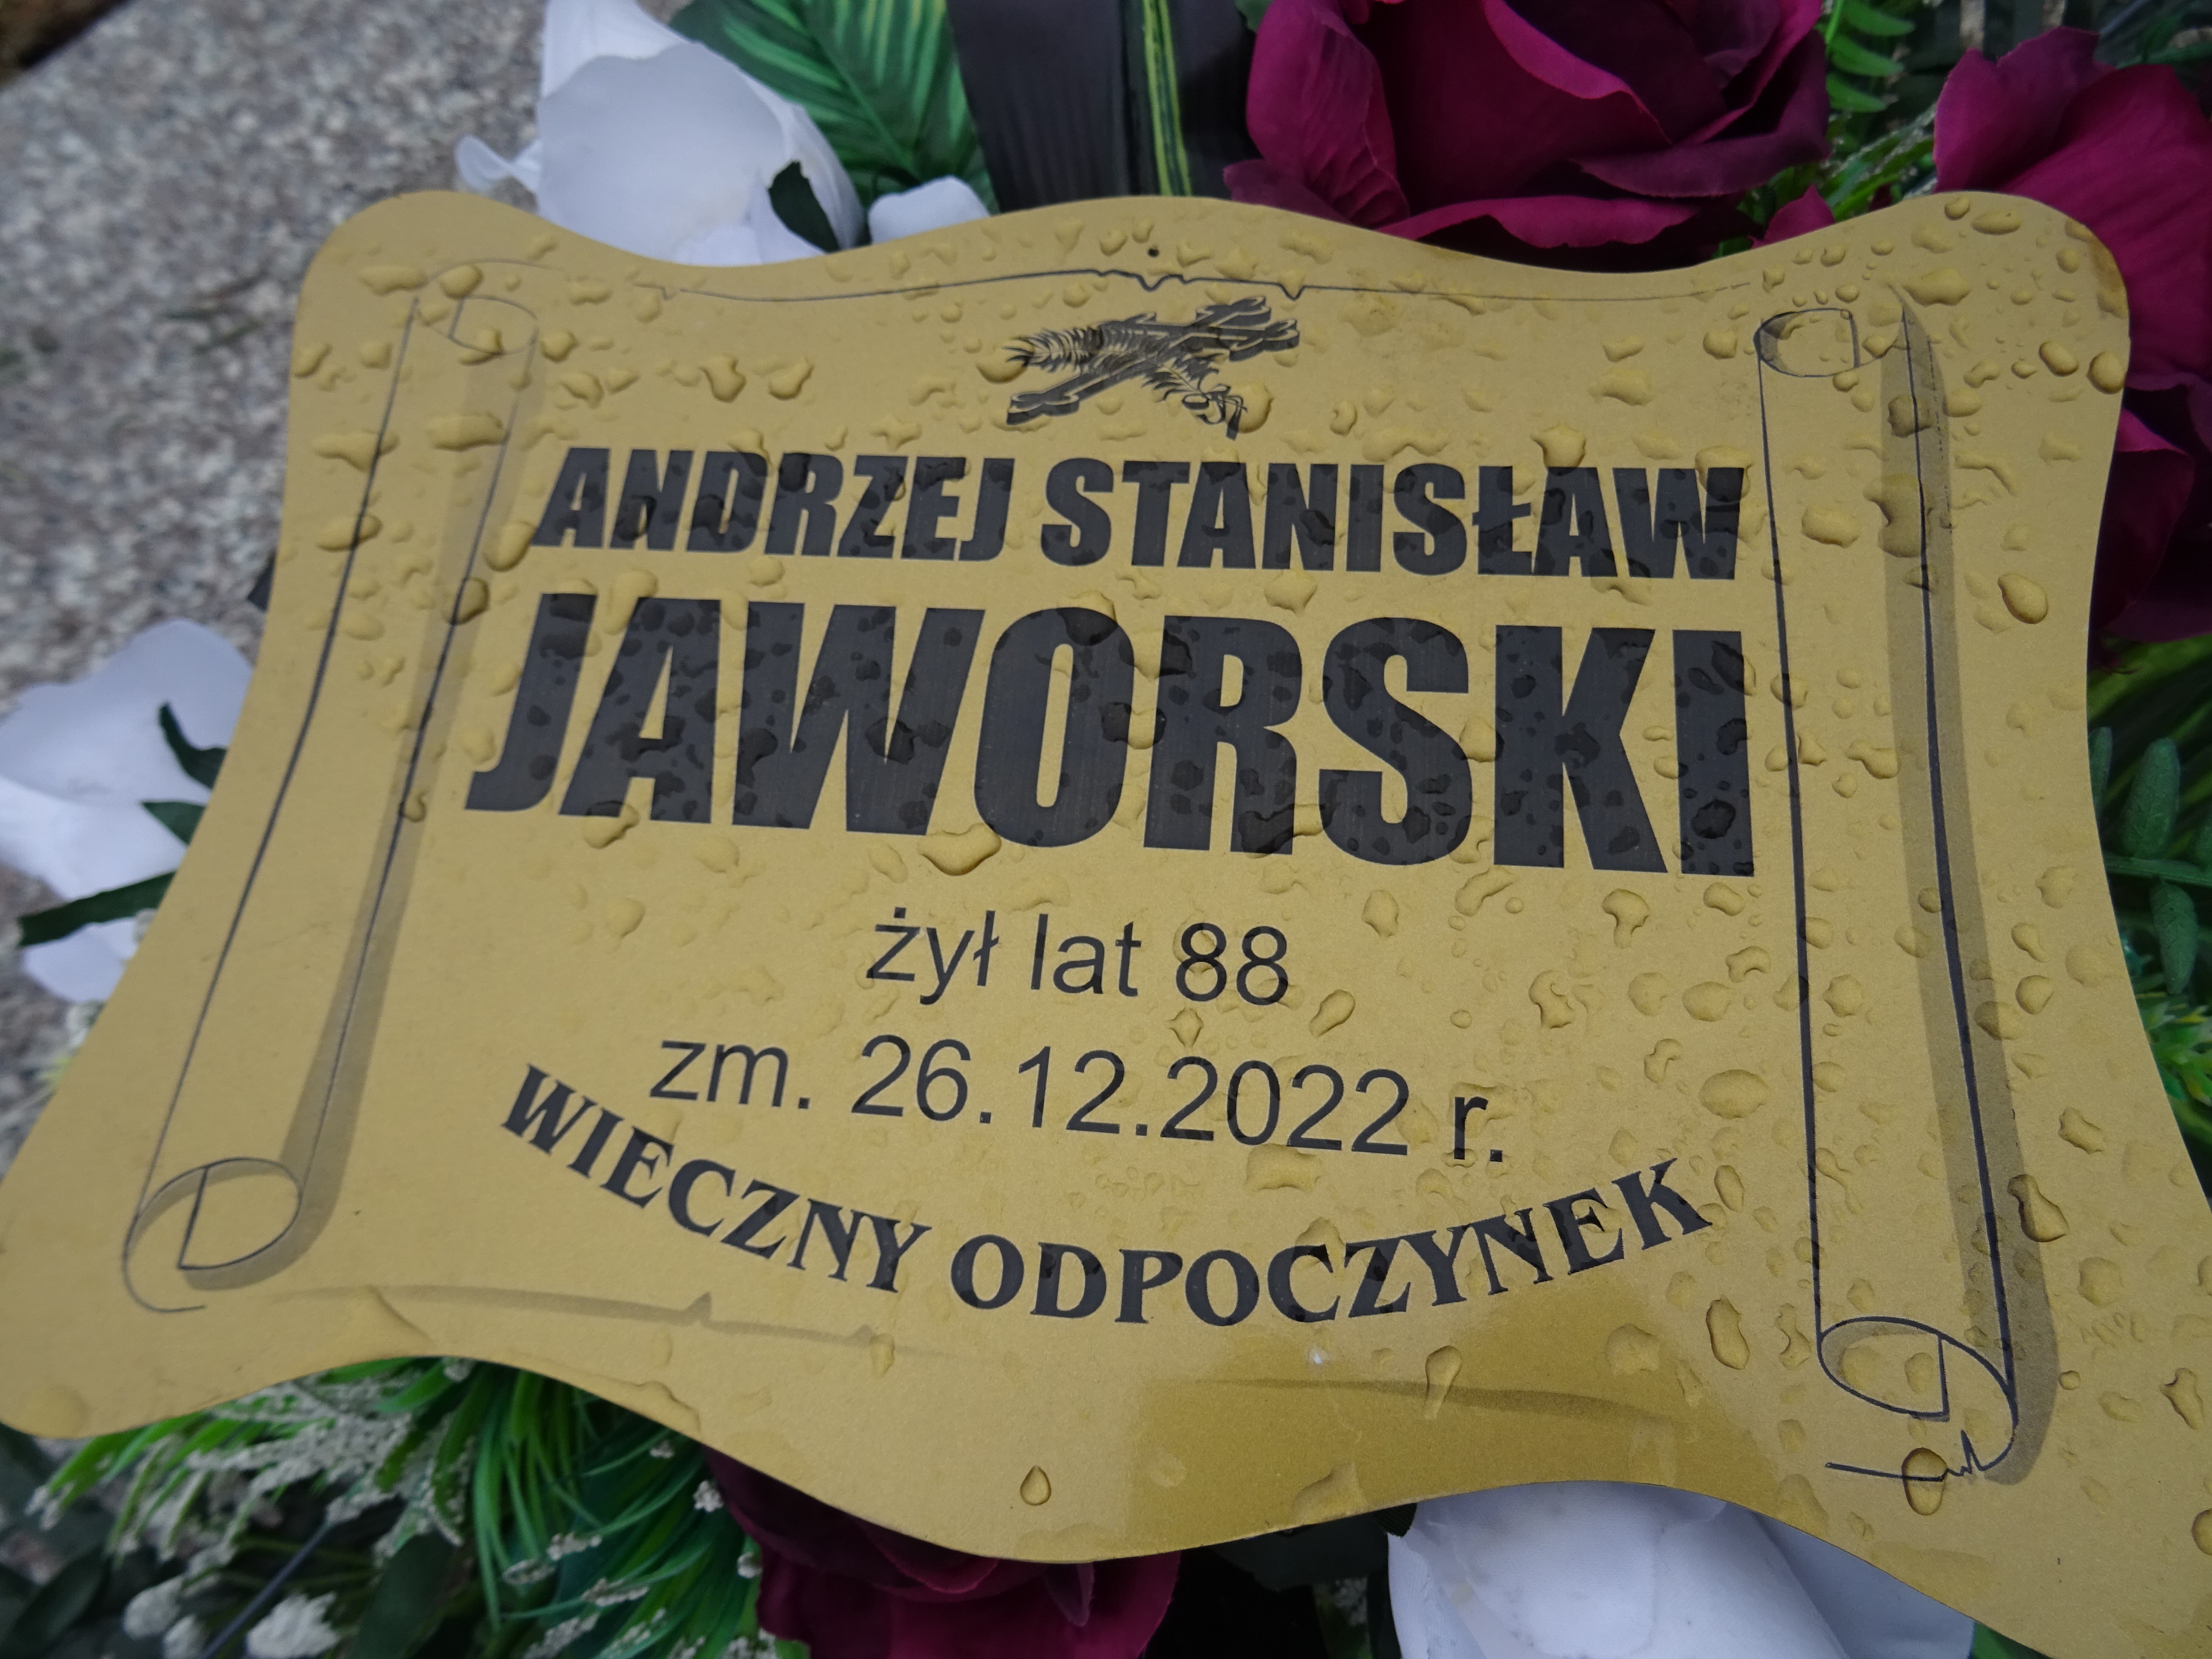 ANDRZEJ STANISŁAW
JAWORSKI
żył lat 88
zm. 26.12.2022 r.
WIECZNY ODPOCZYNEK